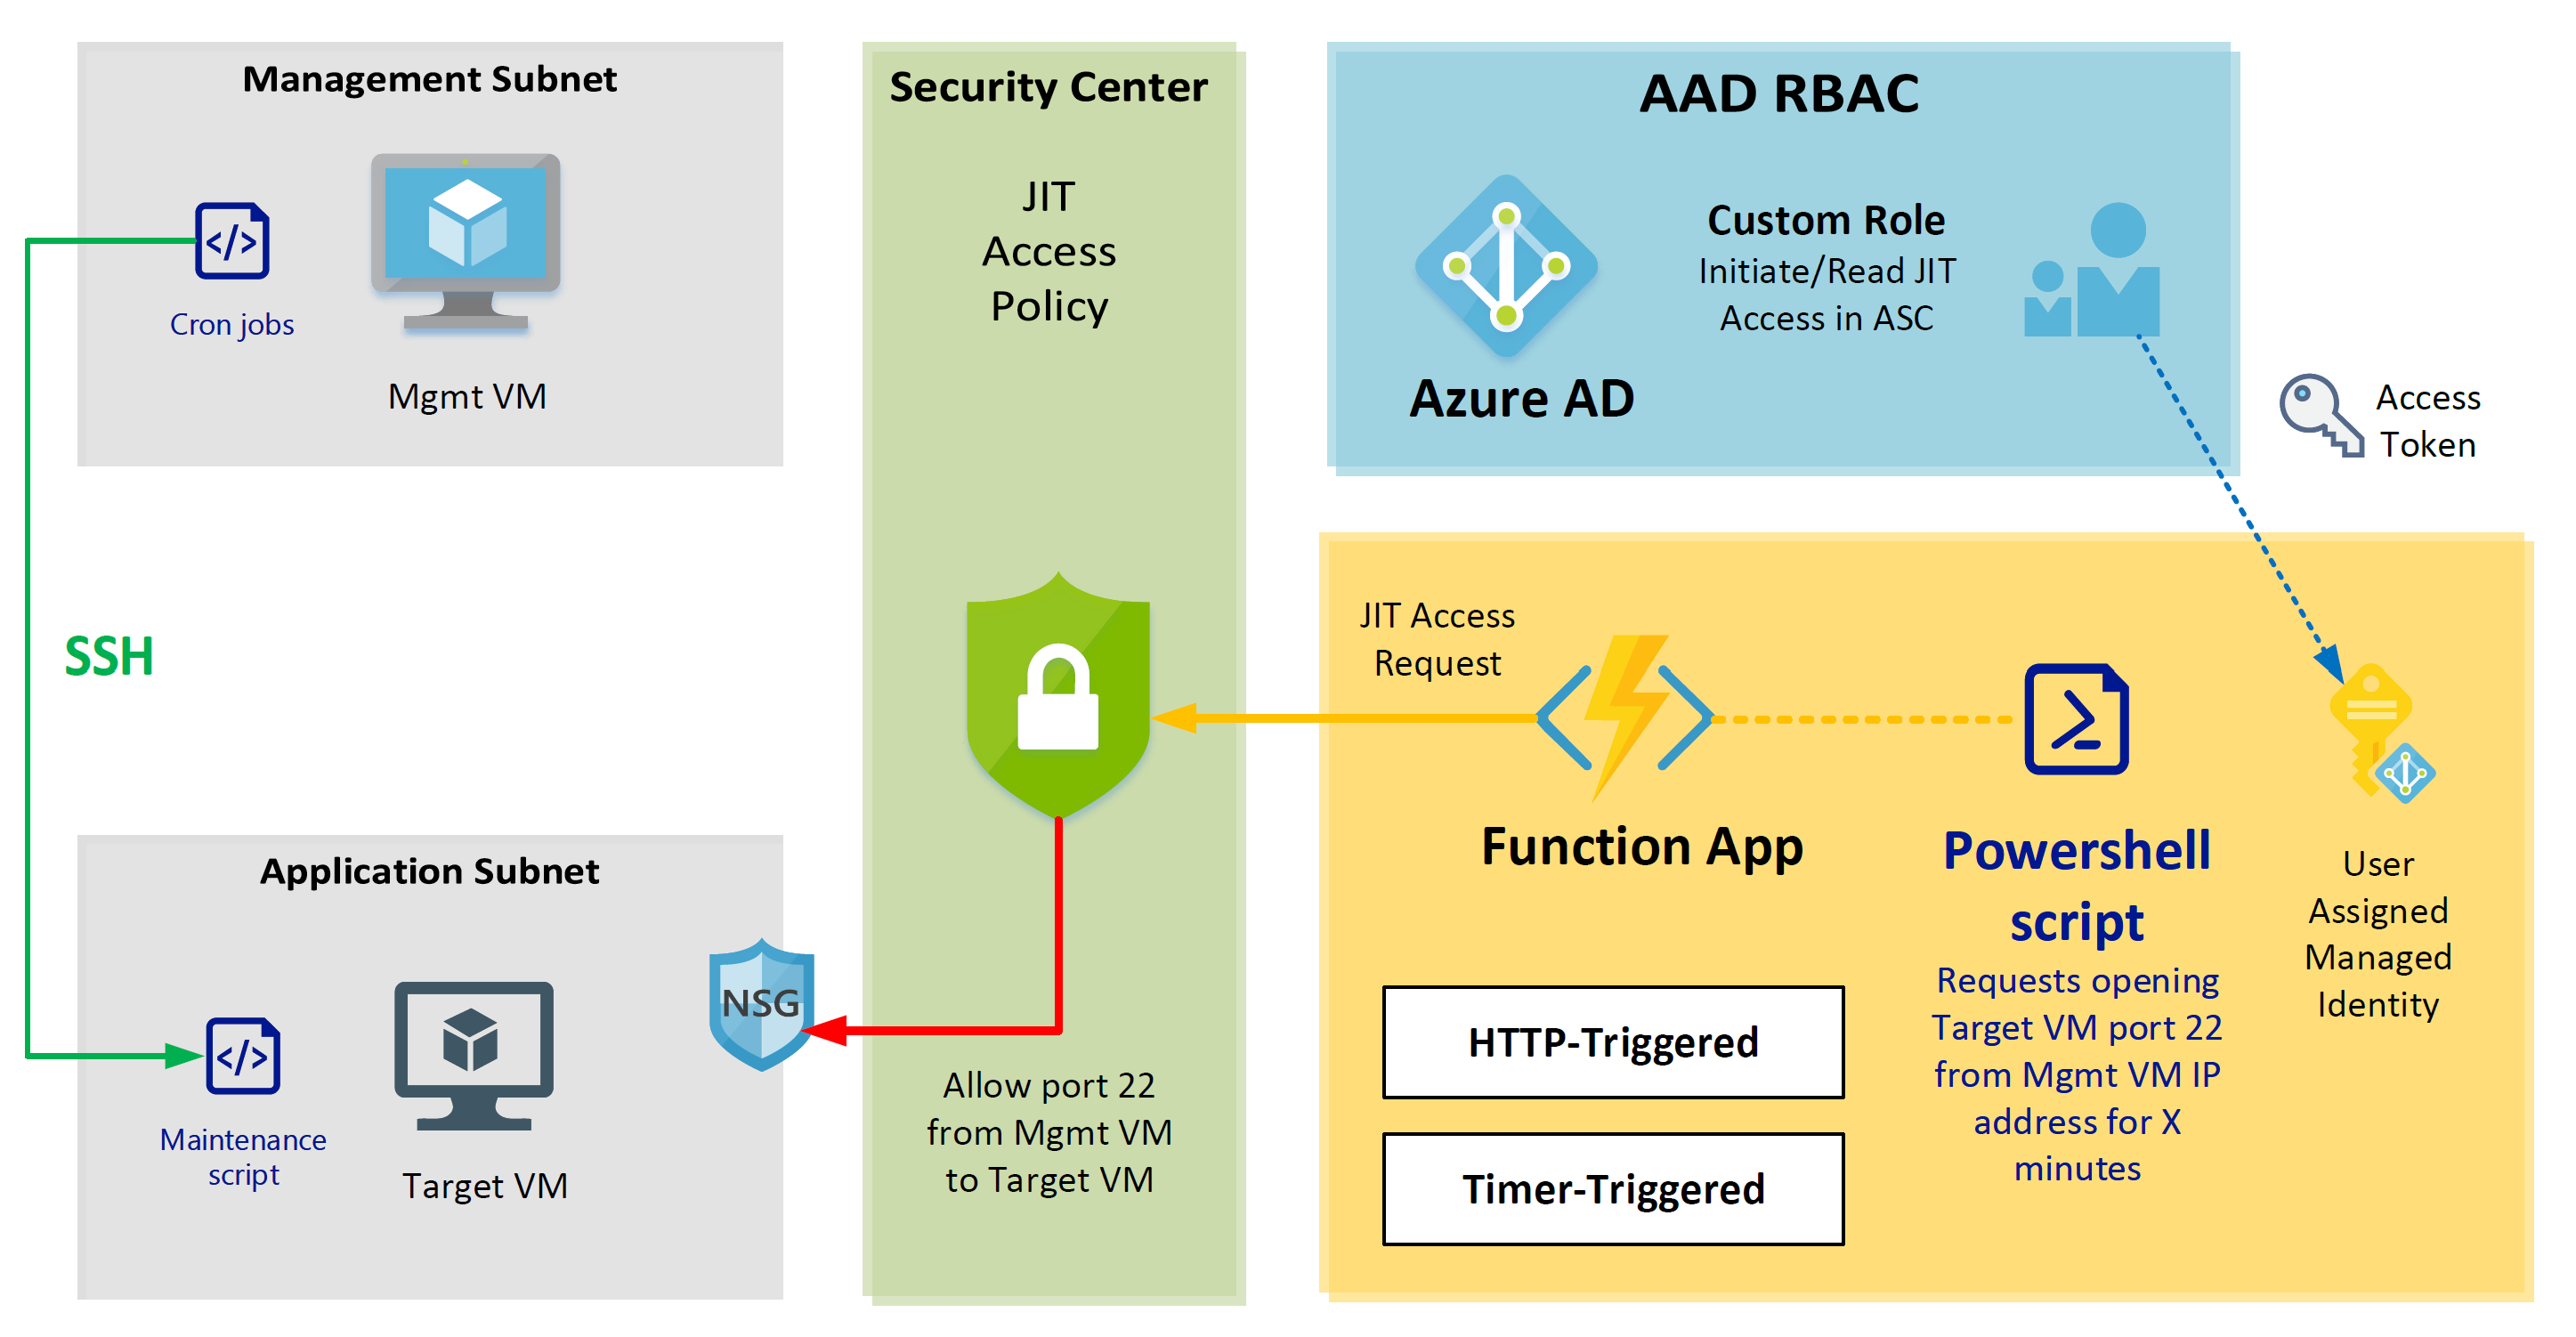 Management Subnet
Cron jobs
Mgmt VM
SSH
Application Subnet
NSG
Maintenance
script
Target VM
Security Center
JIT
Access
Policy
Allow port 22
from Mgmt VM
to Target VM
AAD RBAC
Azure AD
Custom Role
Initiate/Read JIT
Access in ASC
Access
Token
JIT Access
Request
Function App
HTTP-Triggered
Timer-Triggered
Powershell
script
Requests opening
Target VM port 22
from Mgmt VM IP
address for X
minutes
User
Assigned
Managed
Identity